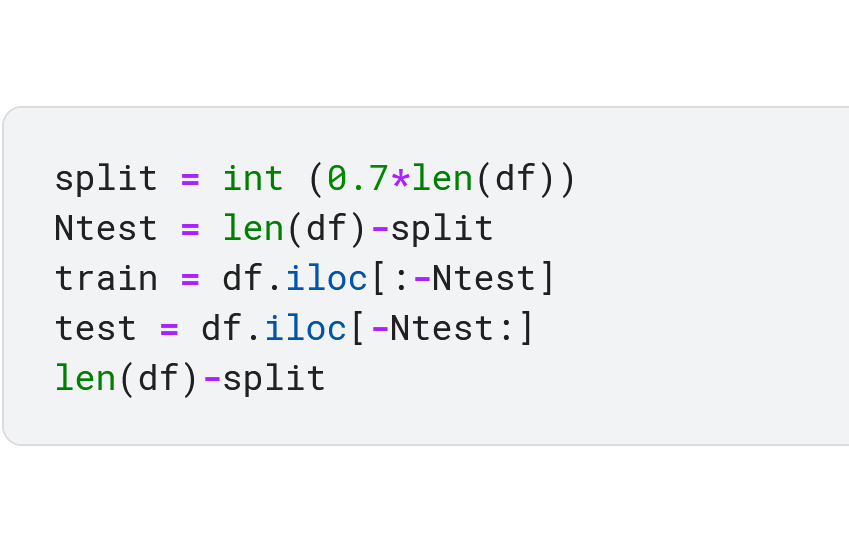 split = int (0.7*len(df))
Ntest = len(df)-split
train = df.iloc[:-Ntest]
test = df.iloc[-Ntest:]
len(df)-split